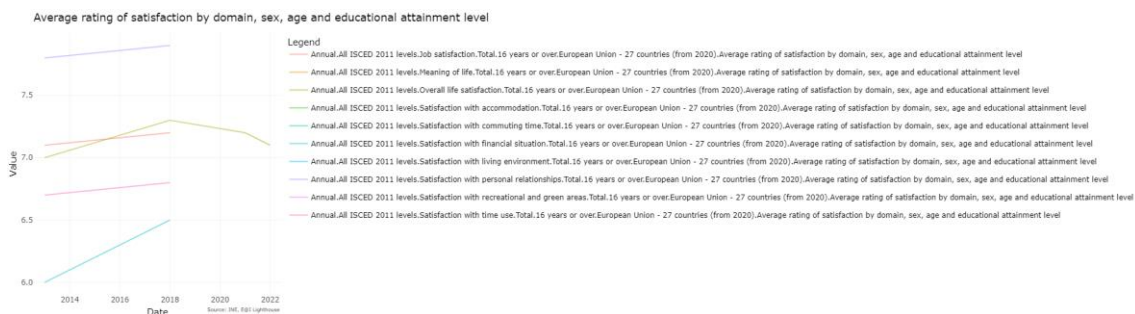 Average rating of satisfaction by domain, sex, age and educational attainment level
Legend
Annual.All ISCED 2011 levels.Job satisfaction.Total.16 years or over.European Union - 27 countries (from 2020).Average rating of satisfaction by domain, sex, age and educational attainment level
Annual.All ISCED 2011 levels.Meaning of life.Total.16 years or over.European Union - 27 countries (from 2020).Average rating of satisfaction by domain, sex, age and educational attainment level
Annual.All ISCED 2011 levels.Overall life satisfaction.Total.16 years or over.European Union - 27 countries (from 2020).Average rating of satisfaction by domain, sex, age and educational attainment level
Annual.All ISCED 2011 levels.Satisfaction with accommodation.Total.16 years or over.European Union - 27 countries (from 2020).Average rating of satisfaction by domain, sex, age and educational attainment level
Annual.All ISCED 2011 levels.Satisfaction with commuting time.Total.16 years or over.European Union - 27 countries (from 2020).Average rating of satisfaction by domain, sex, age and educational attainment level
Annual.All ISCED 2011 levels.Satisfaction with financial situation.Total.16 years or over.European Union - 27 countries (from 2020).Average rating of satisfaction by domain, sex, age and educational attainment level
Annual.All ISCED 2011 levels.Satisfaction with living environment.Total.16 years or over.European Union - 27 countries (from 2020).Average rating of satisfaction by domain, sex, age and educational attainment level
Annual.All ISCED 2011 levels.Satisfaction with personal relationships.Total.16 years or over.European Union - 27 countries (from 2020).Average rating of satisfaction by domain, sex, age and educational attainment level
Annual.All ISCED 2011 levels.Satisfaction with recreational and green areas.Total.16 years or over.European Union - 27 countries (from 2020).Average rating of satisfaction by domain, sex, age and educational attainment level
Annual.All ISCED 2011 levels.Satisfaction with time use.Total.16 years or over.European Union - 27 countries (from 2020).Average rating of satisfaction by domain, sex, age and educational attainment level
7.5
7.0
6.5
6.0
Value
2014 2016 2018 2020 2022
Date
Source: INE, Lighthouse